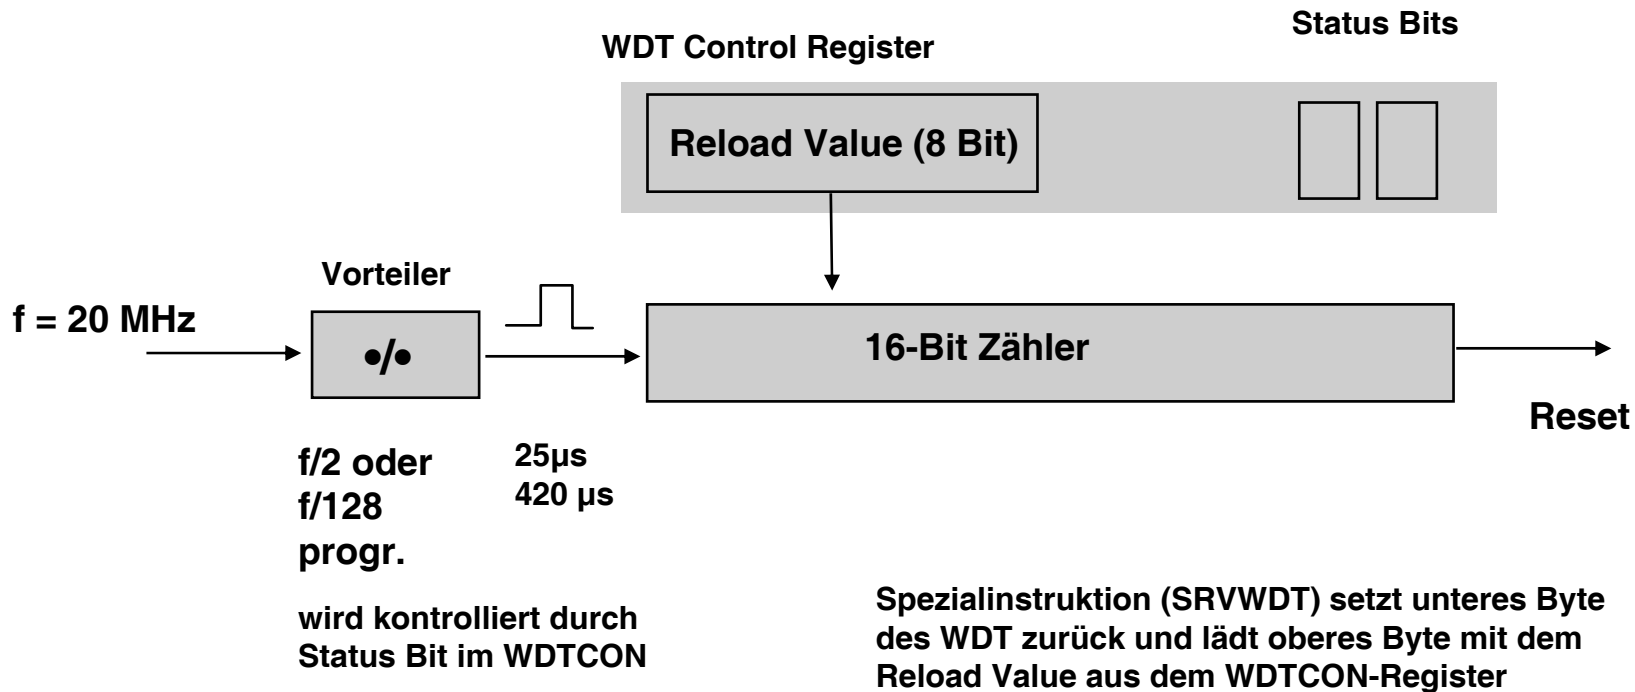 Status Bits
WDT Control Register
Reload Value (8 Bit)
Vorteiler
f = 20 MHz
•/•
16-Bit Zähler
Reset
f/2 oder
f/128
progr.
25µs
420 µs
wird kontrolliert durch
Status Bit im WDTCON
Spezialinstruktion (SRVWDT) setzt unteres Byte
des WDT zurück und lädt oberes Byte mit dem
Reload Value aus dem WDTCON-Register